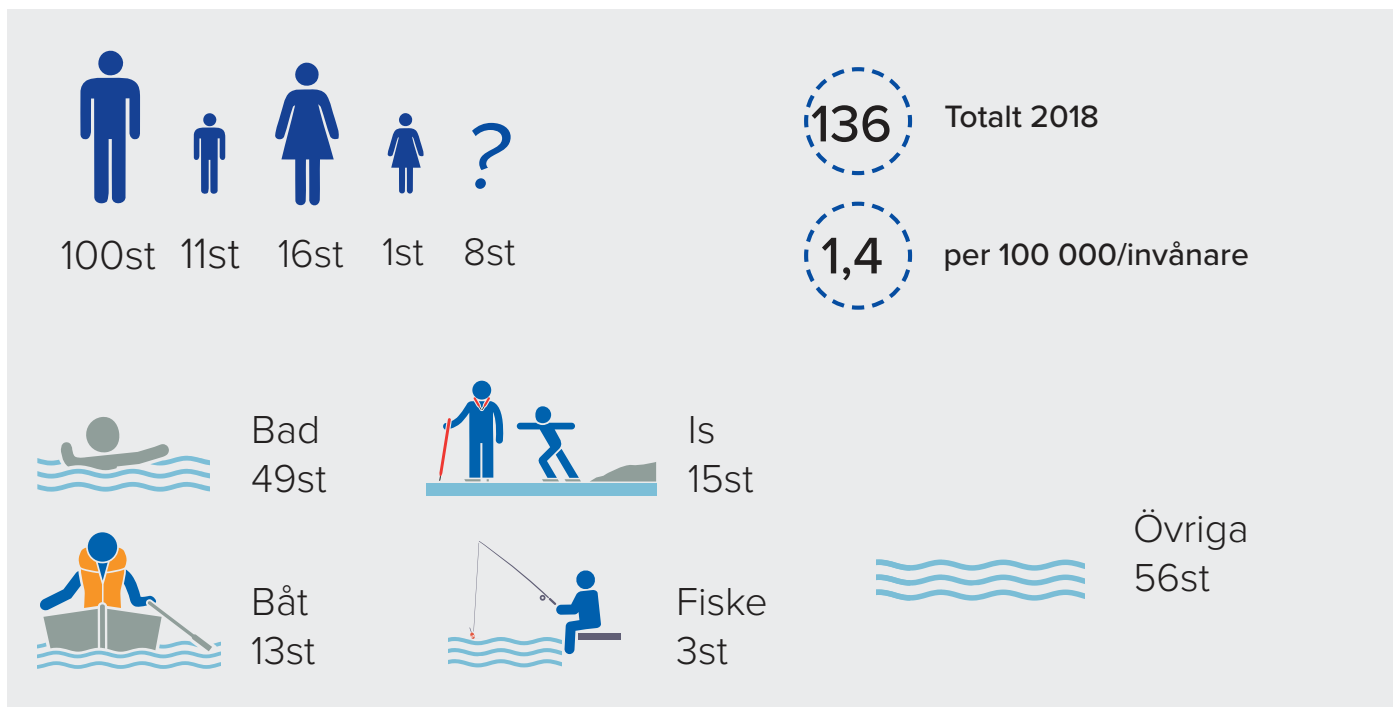 136
Totalt 2018
?
100st
11st
16st
1st
8st
1,4
per 100 000/invånare
Bad
49st
Is
15st
Båt
13st
Fiske
3st
Övriga
56st